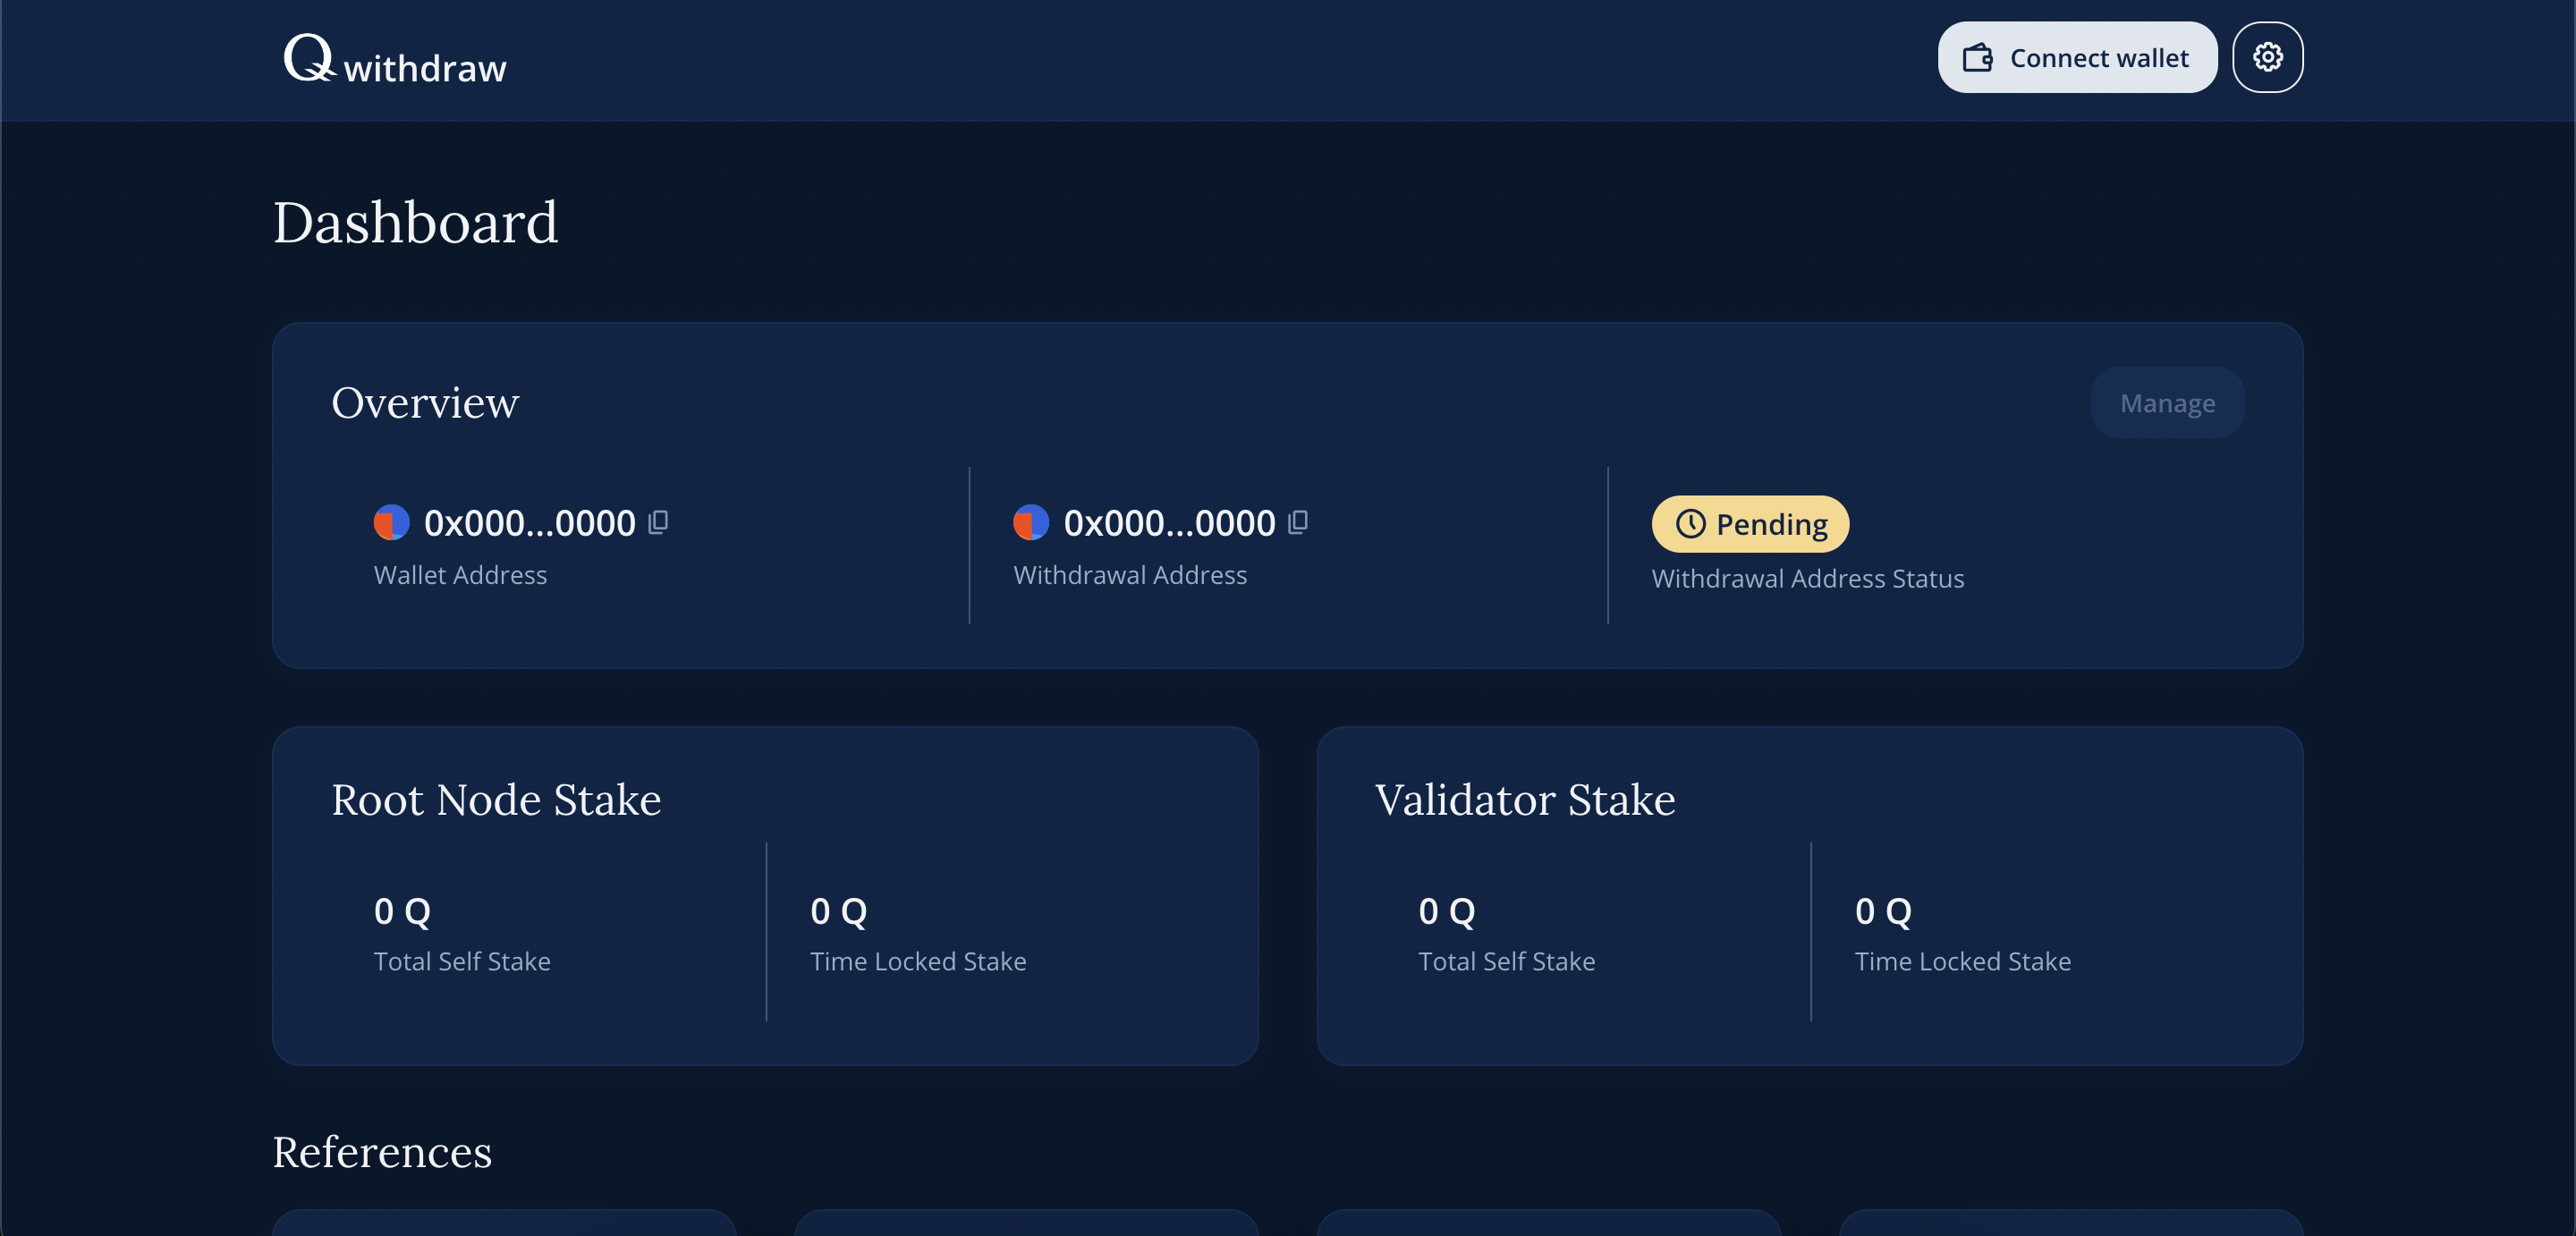 Q withdraw
Connect wallet
Dashboard
Overview
Manage
0x000...0000
Wallet Address
0x000...0000
Withdrawal Address
Pending
Withdrawal Address Status
Root Node Stake
0 Q
Total Self Stake
0 Q
Time Locked Stake
Validator Stake
0 Q
Total Self Stake
0 Q
Time Locked Stake
References